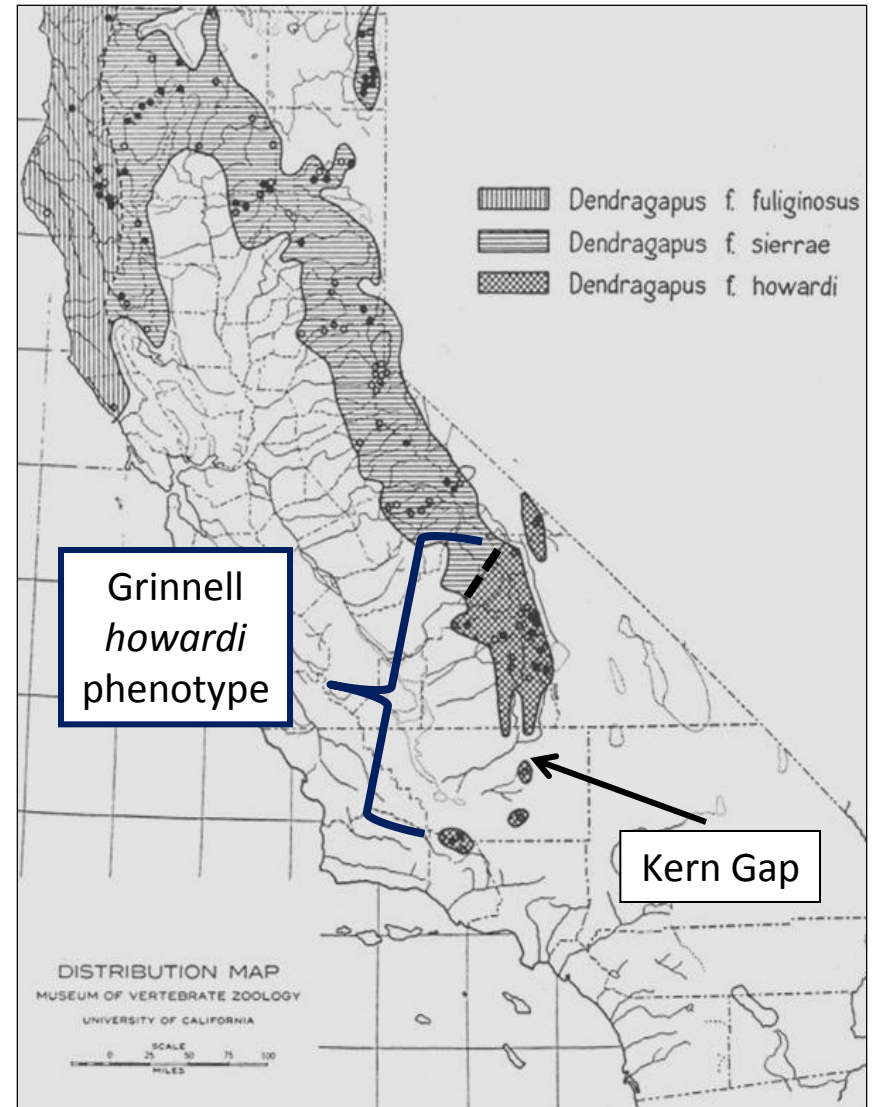 Dendragapus f. fuliginosus
Dendragapus f. sierrae
Dendragapus f. howardi
Grinnell
howardi
phenotype
Kern Gap
DISTRIBUTION MAP
MUSEUM OF VERTEBRATE ZOOLOGY
UNIVERSITY OF CALIFORNIA
SCALE
0 25 50 75 100
MILES